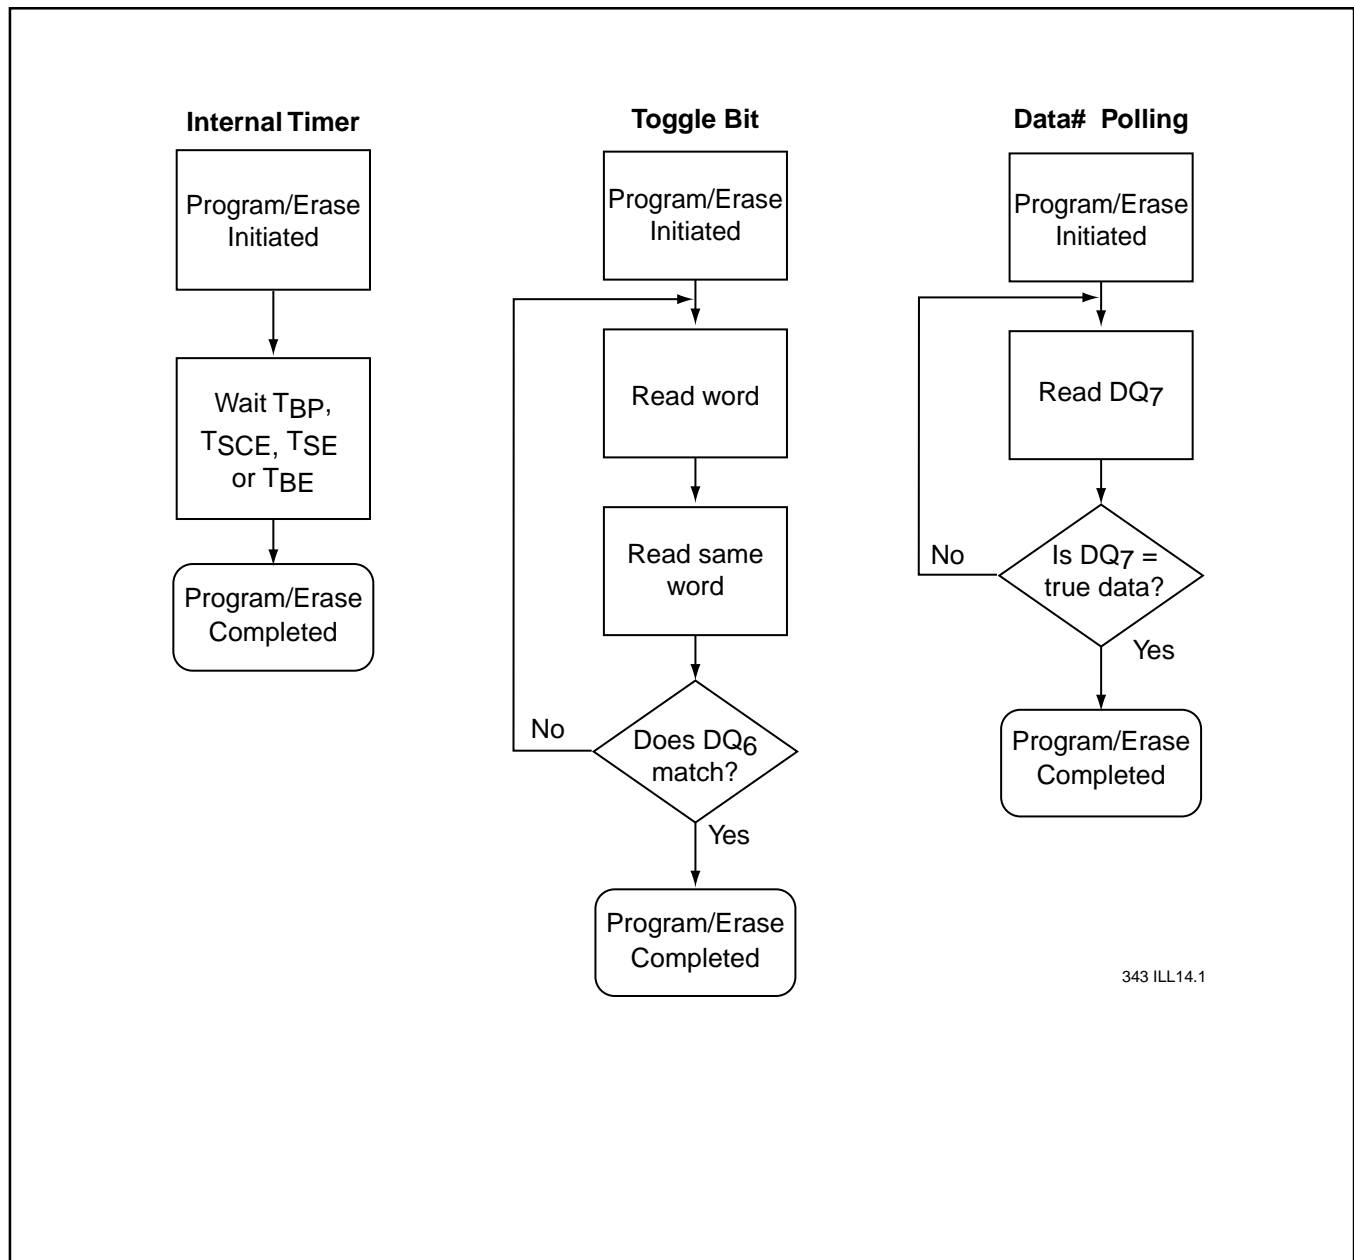 Internal Timer
Program/Erase
Initiated
Wait TBP,
TSCE, TSE
or TBE
Program/Erase
Completed
Toggle Bit
Program/Erase
Initiated
Read word
Read same
word
No
Does DQ6
match?
Yes
Program/Erase
Completed
Data# Polling
Program/Erase
Initiated
Read DQ7
No
Is DQ7 =
true data?
Yes
Program/Erase
Completed
343 ILL14.1